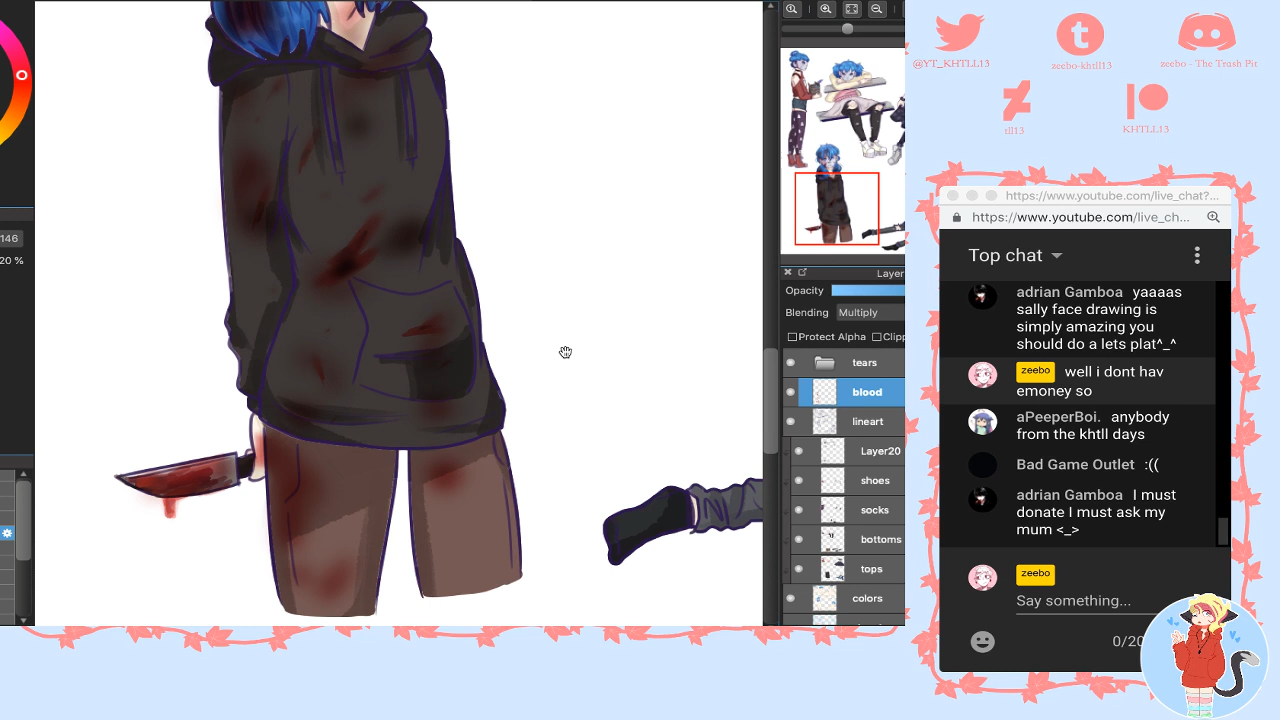 146
20 %
Layer
Opacity
Blending Multiply
Protect Alpha Clipp
tears
blood
lineart
Layer20
shoes
socks
bottoms
tops
colors
@YT_KHTLL13
zeebo-khtll13
zeebo - The Trash Pit
tll13
KHTLL13
https://www.youtube.com/live_chat?...
https://www.youtube.com/live_ch...
Top chat
adrian Gamboa yaaaas
sally face drawing is
simply amazing you
should do a lets plat^_^
zeebo well i dont hav
emoney so
aPeeperBoi. anybody
from the khtll days
Bad Game Outlet :((
adrian Gamboa I must
donate I must ask my
mum <_>
zeebo
Say something...
0/20